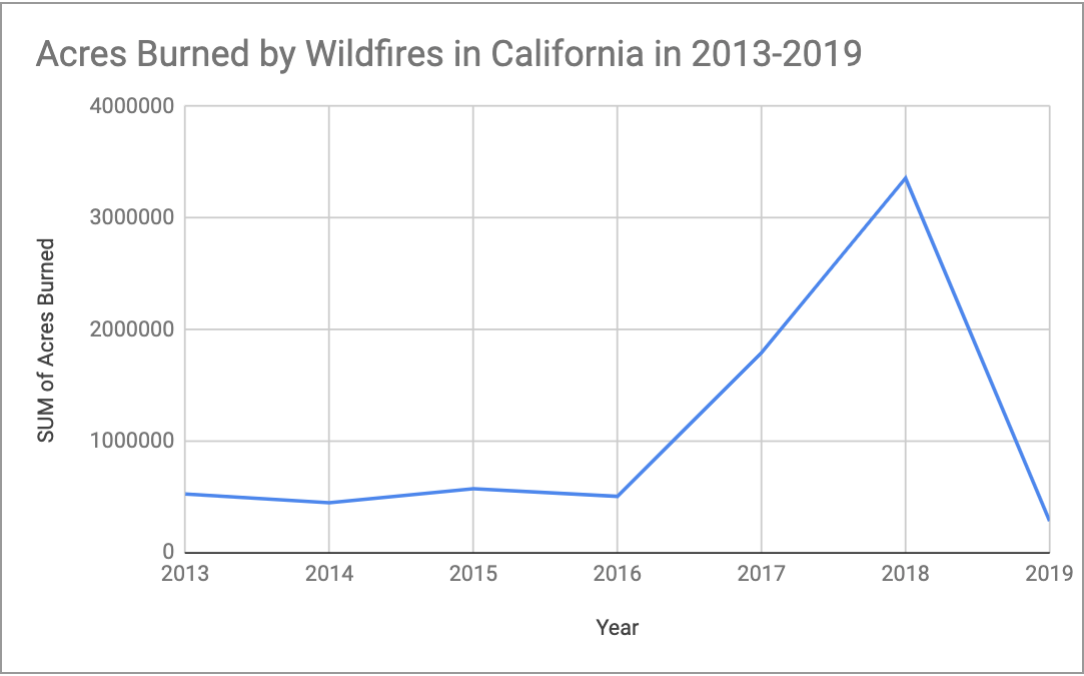 Acres Burned by Wildfires in California in 2013-2019
4000000
3000000
2000000
1000000
0
SUM of Acres Burned
2013 2014 2015 2016 2017 2018 2019
Year